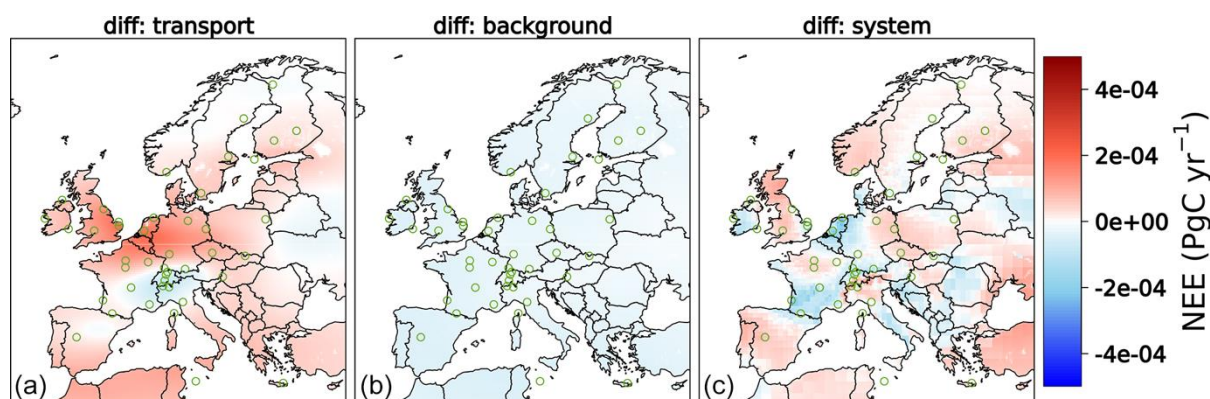 diff: transport
diff: background
diff: system
(a)
(b)
(c)
4e-04
2e-04
0e+00
-2e-04
-4e-04
NEE (PgC yr⁻¹)